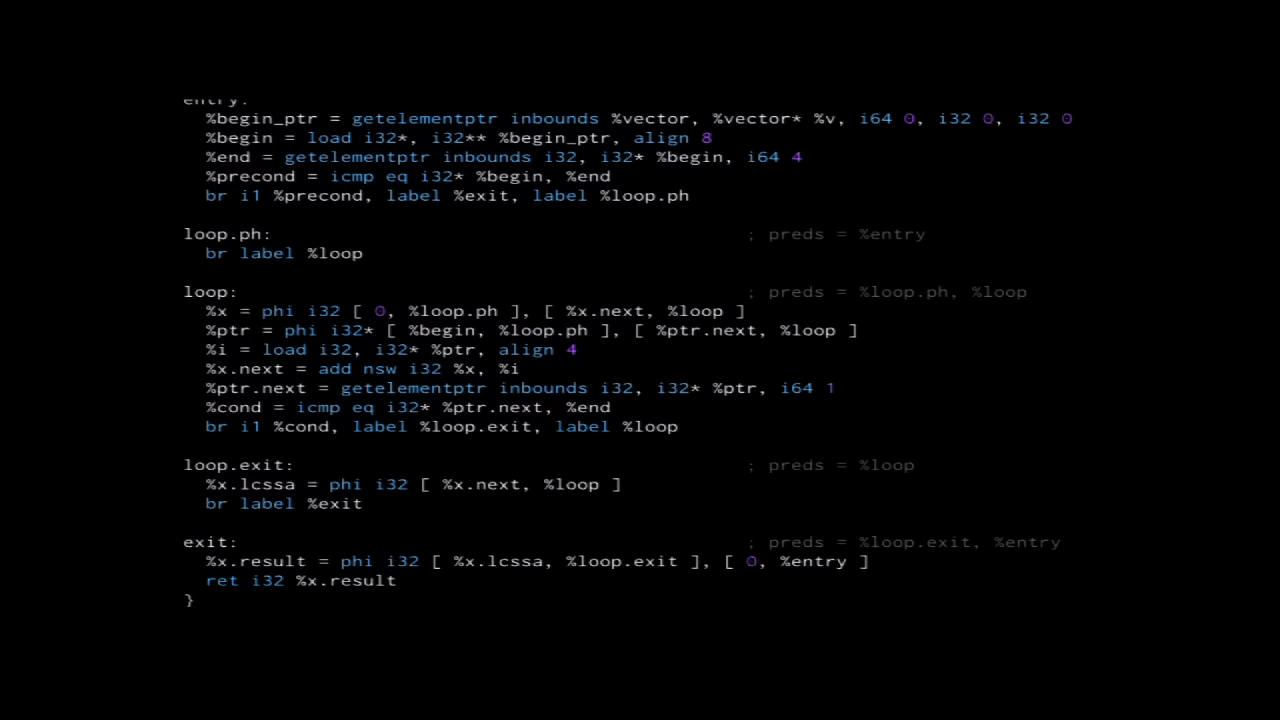 entry:
%begin_ptr = getelementptr inbounds %vector, %vector* %v, i64 0, i32 0, i32 0
%begin = load i32*, i32** %begin_ptr, align 8
%end = getelementptr inbounds i32, i32* %begin, i64 4
%precond = icmp eq i32* %begin, %end
br i1 %precond, label %exit, label %loop.ph
loop.ph: ; preds = %entry
br label %loop
loop: ; preds = %loop.ph, %loop
%x = phi i32 [ 0, %loop.ph ], [ %x.next, %loop ]
%ptr = phi i32* [ %begin, %loop.ph ], [ %ptr.next, %loop ]
%i = load i32, i32* %ptr, align 4
%x.next = add nsw i32 %x, %i
%ptr.next = getelementptr inbounds i32, i32* %ptr, i64 1
%cond = icmp eq i32* %ptr.next, %end
br i1 %cond, label %loop.exit, label %loop
loop.exit: ; preds = %loop
%x.lcssa = phi i32 [ %x.next, %loop ]
br label %exit
exit: ; preds = %loop.exit, %entry
%x.result = phi i32 [ %x.lcssa, %loop.exit ], [ 0, %entry ]
ret i32 %x.result
}